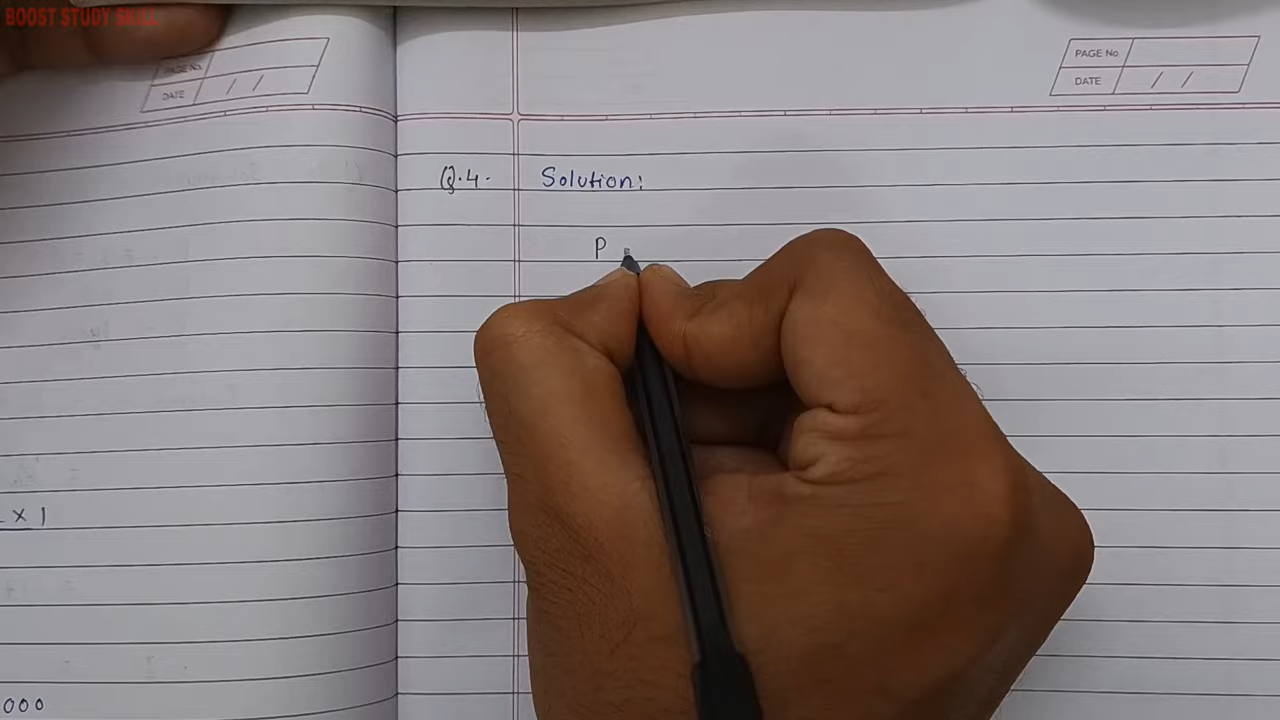 BOOST STUDY SKILL
PAGE No.
DATE / /
PAGE No.
DATE / /
Q.4. Solution:
P =
× 1
000